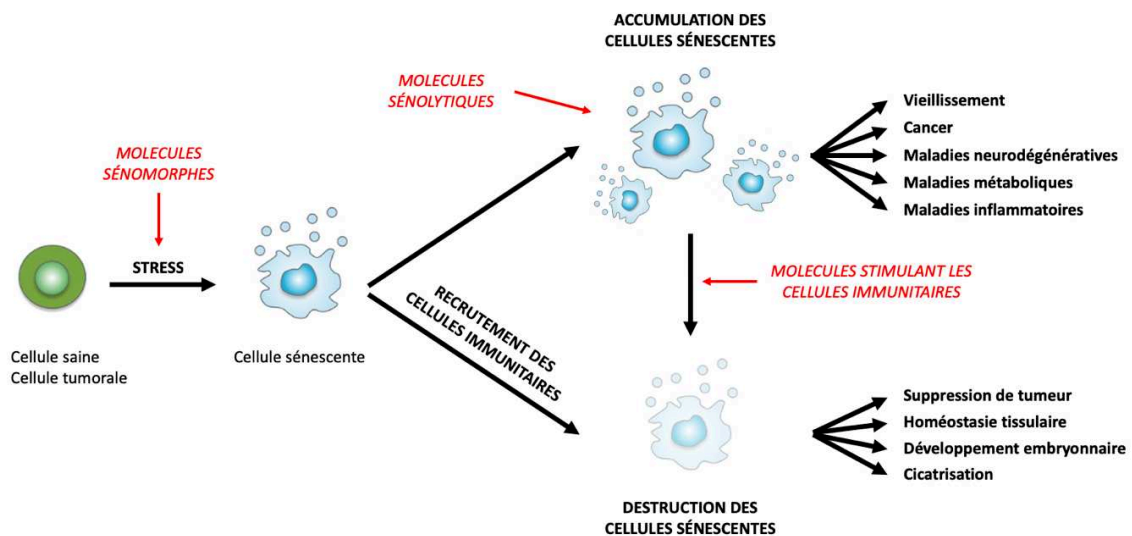 ACCUMULATION DES
CELLULES SÉNESCENTES
MOLECULES
SÉNOLYTIQUES
Vieillissement
Cancer
Maladies neurodégénératives
Maladies métaboliques
Maladies inflammatoires
MOLECULES
SÉNOMORPHES
STRESS
MOLECULES STIMULANT LES
CELLULES IMMUNITAIRES
RECRUTEMENT DES
CELLULES IMMUNITAIRES
Cellule saine
Cellule tumorale
Cellule sénescente
Suppression de tumeur
Homéostasie tissulaire
Développement embryonnaire
Cicatrisation
DESTRUCTION DES
CELLULES SÉNESCENTES